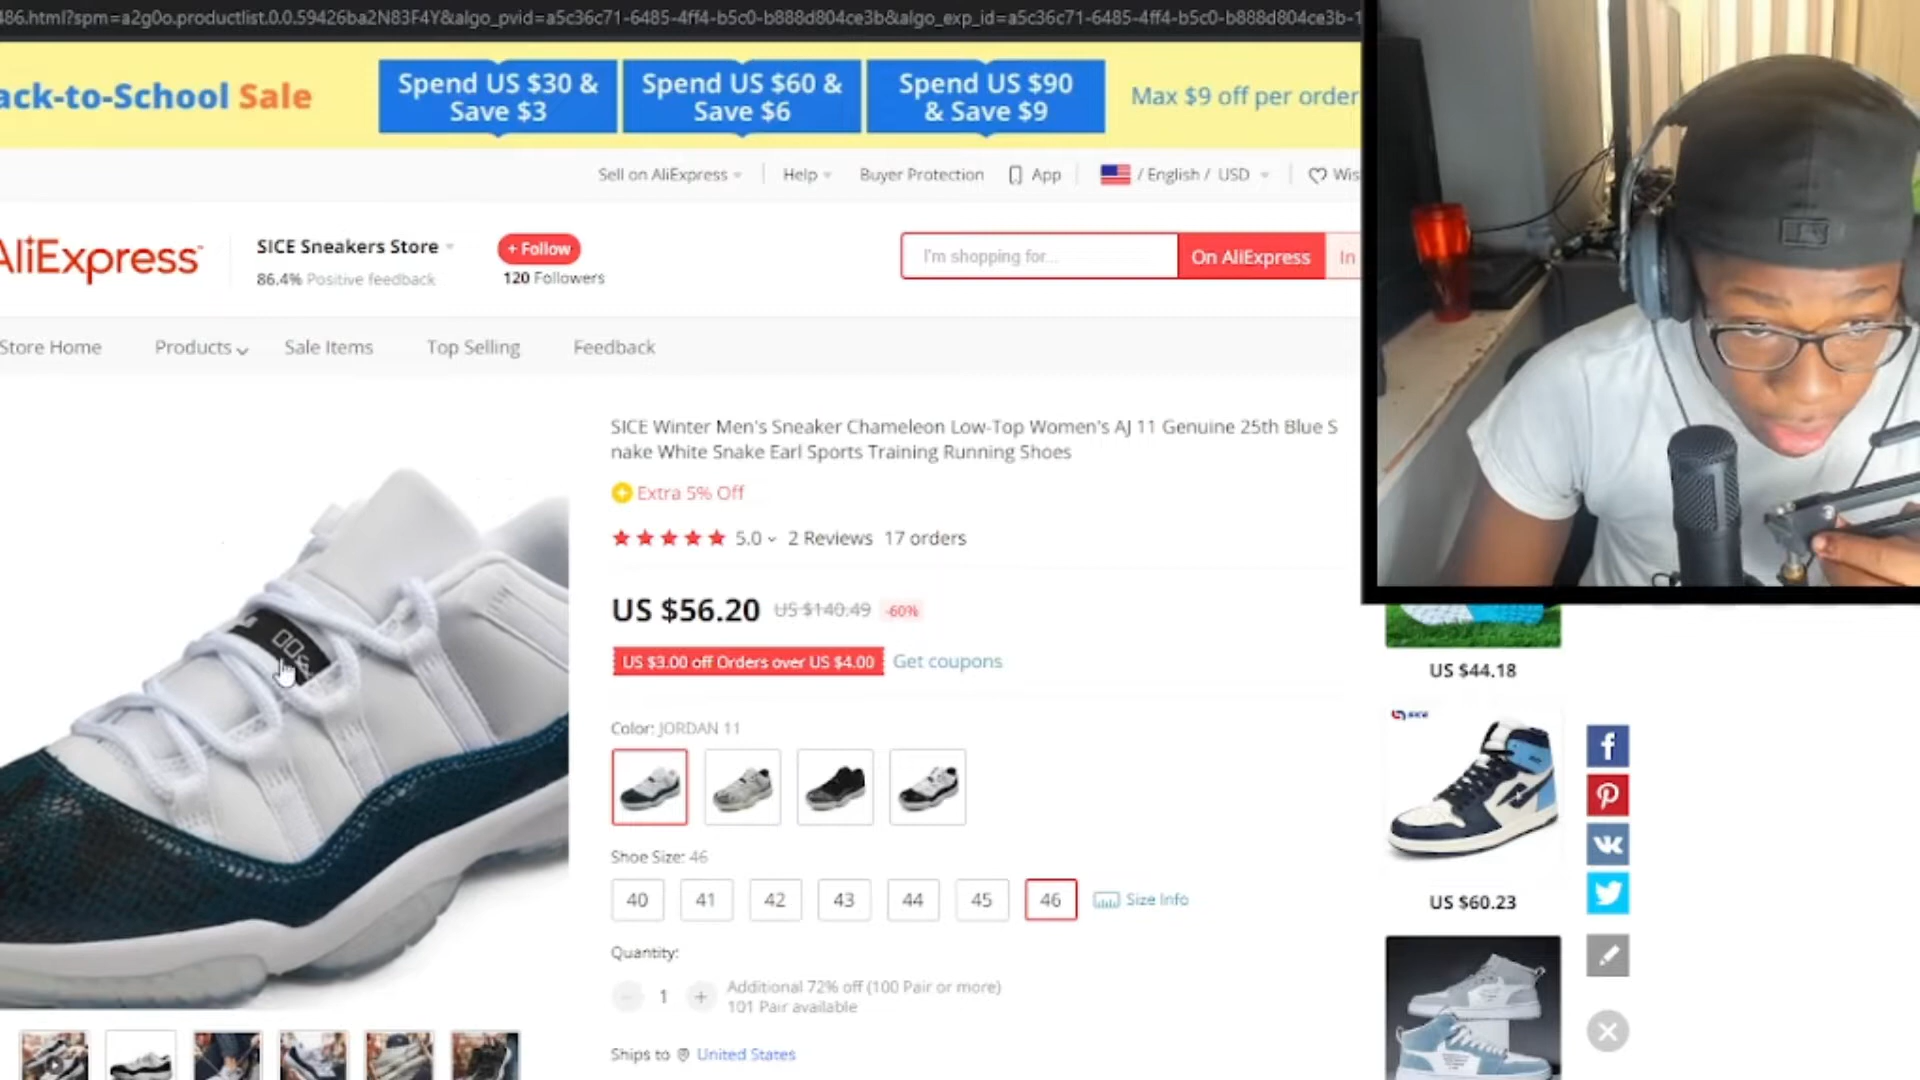 486.html?spm=a2g0o.productlist.0.0.59426ba2N83F4Y&algo_pvid=a5c36c71-6485-4ff4-b5c0-b888d804ce3b&algo_exp_id=a5c36c71-6485-4ff4-b5c0-b888d804ce3b-1
ack-to-School Sale
Spend US $30 &
Save $3
Spend US $60 &
Save $6
Spend US $90
& Save $9
Max $9 off per order
Sell on AliExpress
Help
Buyer Protection
App
/ English / USD
Wis
AliExpress
SICE Sneakers Store
86.4% Positive feedback
+ Follow
120 Followers
I'm shopping for...
On AliExpress
In
Store Home
Products
Sale Items
Top Selling
Feedback
SICE Winter Men's Sneaker Chameleon Low-Top Women's AJ 11 Genuine 25th Blue S
nake White Snake Earl Sports Training Running Shoes
Extra 5% Off
5.0
2 Reviews
17 orders
US $56.20
US $140.49
-60%
US $3.00 off Orders over US $4.00
Get coupons
Color: JORDAN 11
Shoe Size: 46
40
41
42
43
44
45
46
Size Info
Quantity:
1
Additional 72% off (100 Pair or more)
101 Pair available
Ships to
United States
US $44.18
SICE
US $60.23